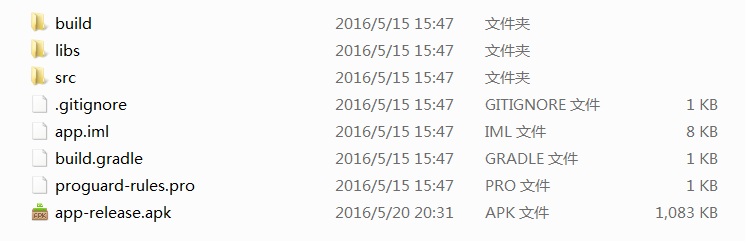 build 2016/5/15 15:47 文件夹
libs 2016/5/15 15:47 文件夹
src 2016/5/15 15:47 文件夹
.gitignore 2016/5/15 15:47 GITIGNORE 文件 1 KB
app.iml 2016/5/15 15:47 IML 文件 8 KB
build.gradle 2016/5/15 15:47 GRADLE 文件 1 KB
proguard-rules.pro 2016/5/15 15:47 PRO 文件 1 KB
APK app-release.apk 2016/5/20 20:31 APK 文件 1,083 KB